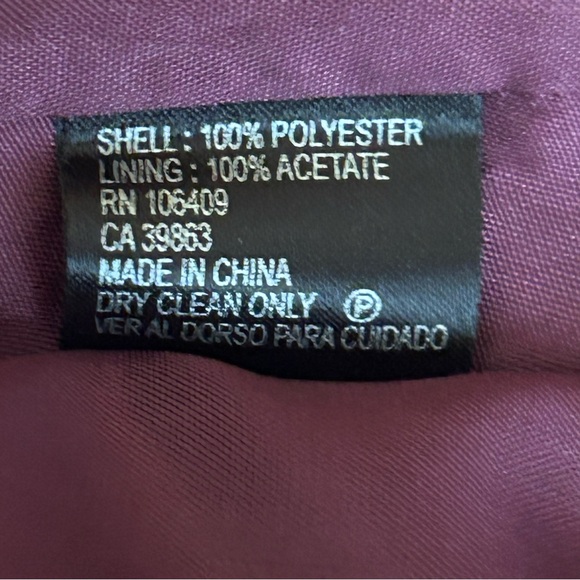 SHELL : 100% POLYESTER
LINING : 100% ACETATE
RN 106409
CA 39863
MADE IN CHINA
DRY CLEAN ONLY Ⓟ
VER AL DORSO PARA CUIDADO